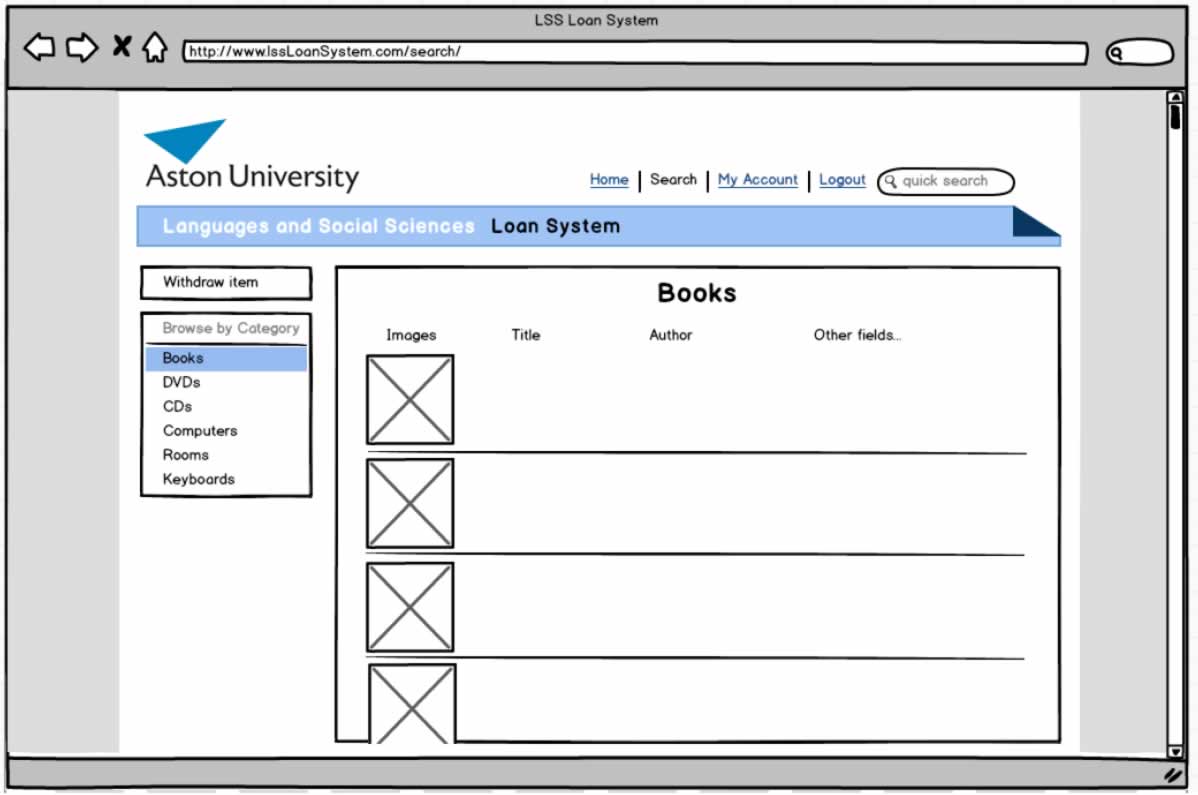 LSS Loan System
http://www.lssLoanSystem.com/search/
Aston University
Home | Search | My Account | Logout quick search
Languages and Social Sciences Loan System
Withdraw item
Browse by Category
Books
DVDs
CDs
Computers
Rooms
Keyboards
Books
Images Title Author Other fields...